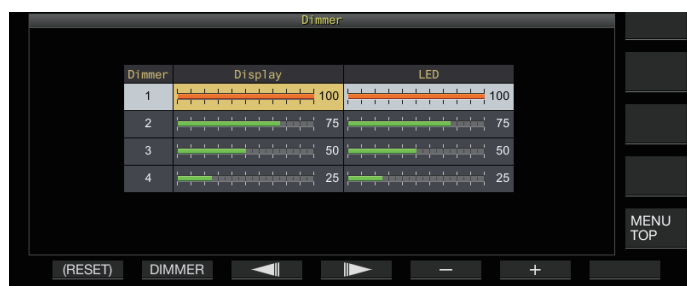 Dimmer
Dimmer Display LED
1 100 100
2 75 75
3 50 50
4 25 25
MENU
TOP
(RESET) DIMMER − +